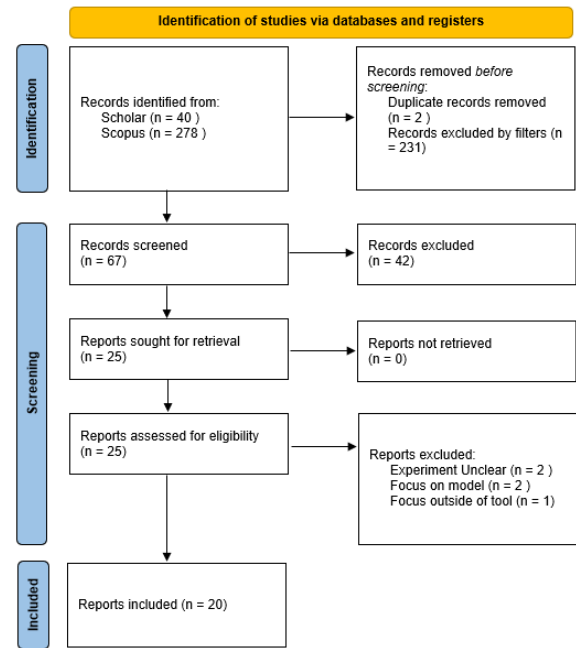 Identification of studies via databases and registers
Identification
Records identified from:
Scholar (n = 40 )
Scopus (n = 278 )
Records removed before
screening:
Duplicate records removed
(n = 2 )
Records excluded by filters (n
= 231)
Screening
Records screened
(n = 67)
Records excluded
(n = 42)
Reports sought for retrieval
(n = 25)
Reports not retrieved
(n = 0)
Reports assessed for eligibility
(n = 25)
Reports excluded:
Experiment Unclear (n = 2 )
Focus on model (n = 2 )
Focus outside of tool (n = 1)
Included
Reports included (n = 20)